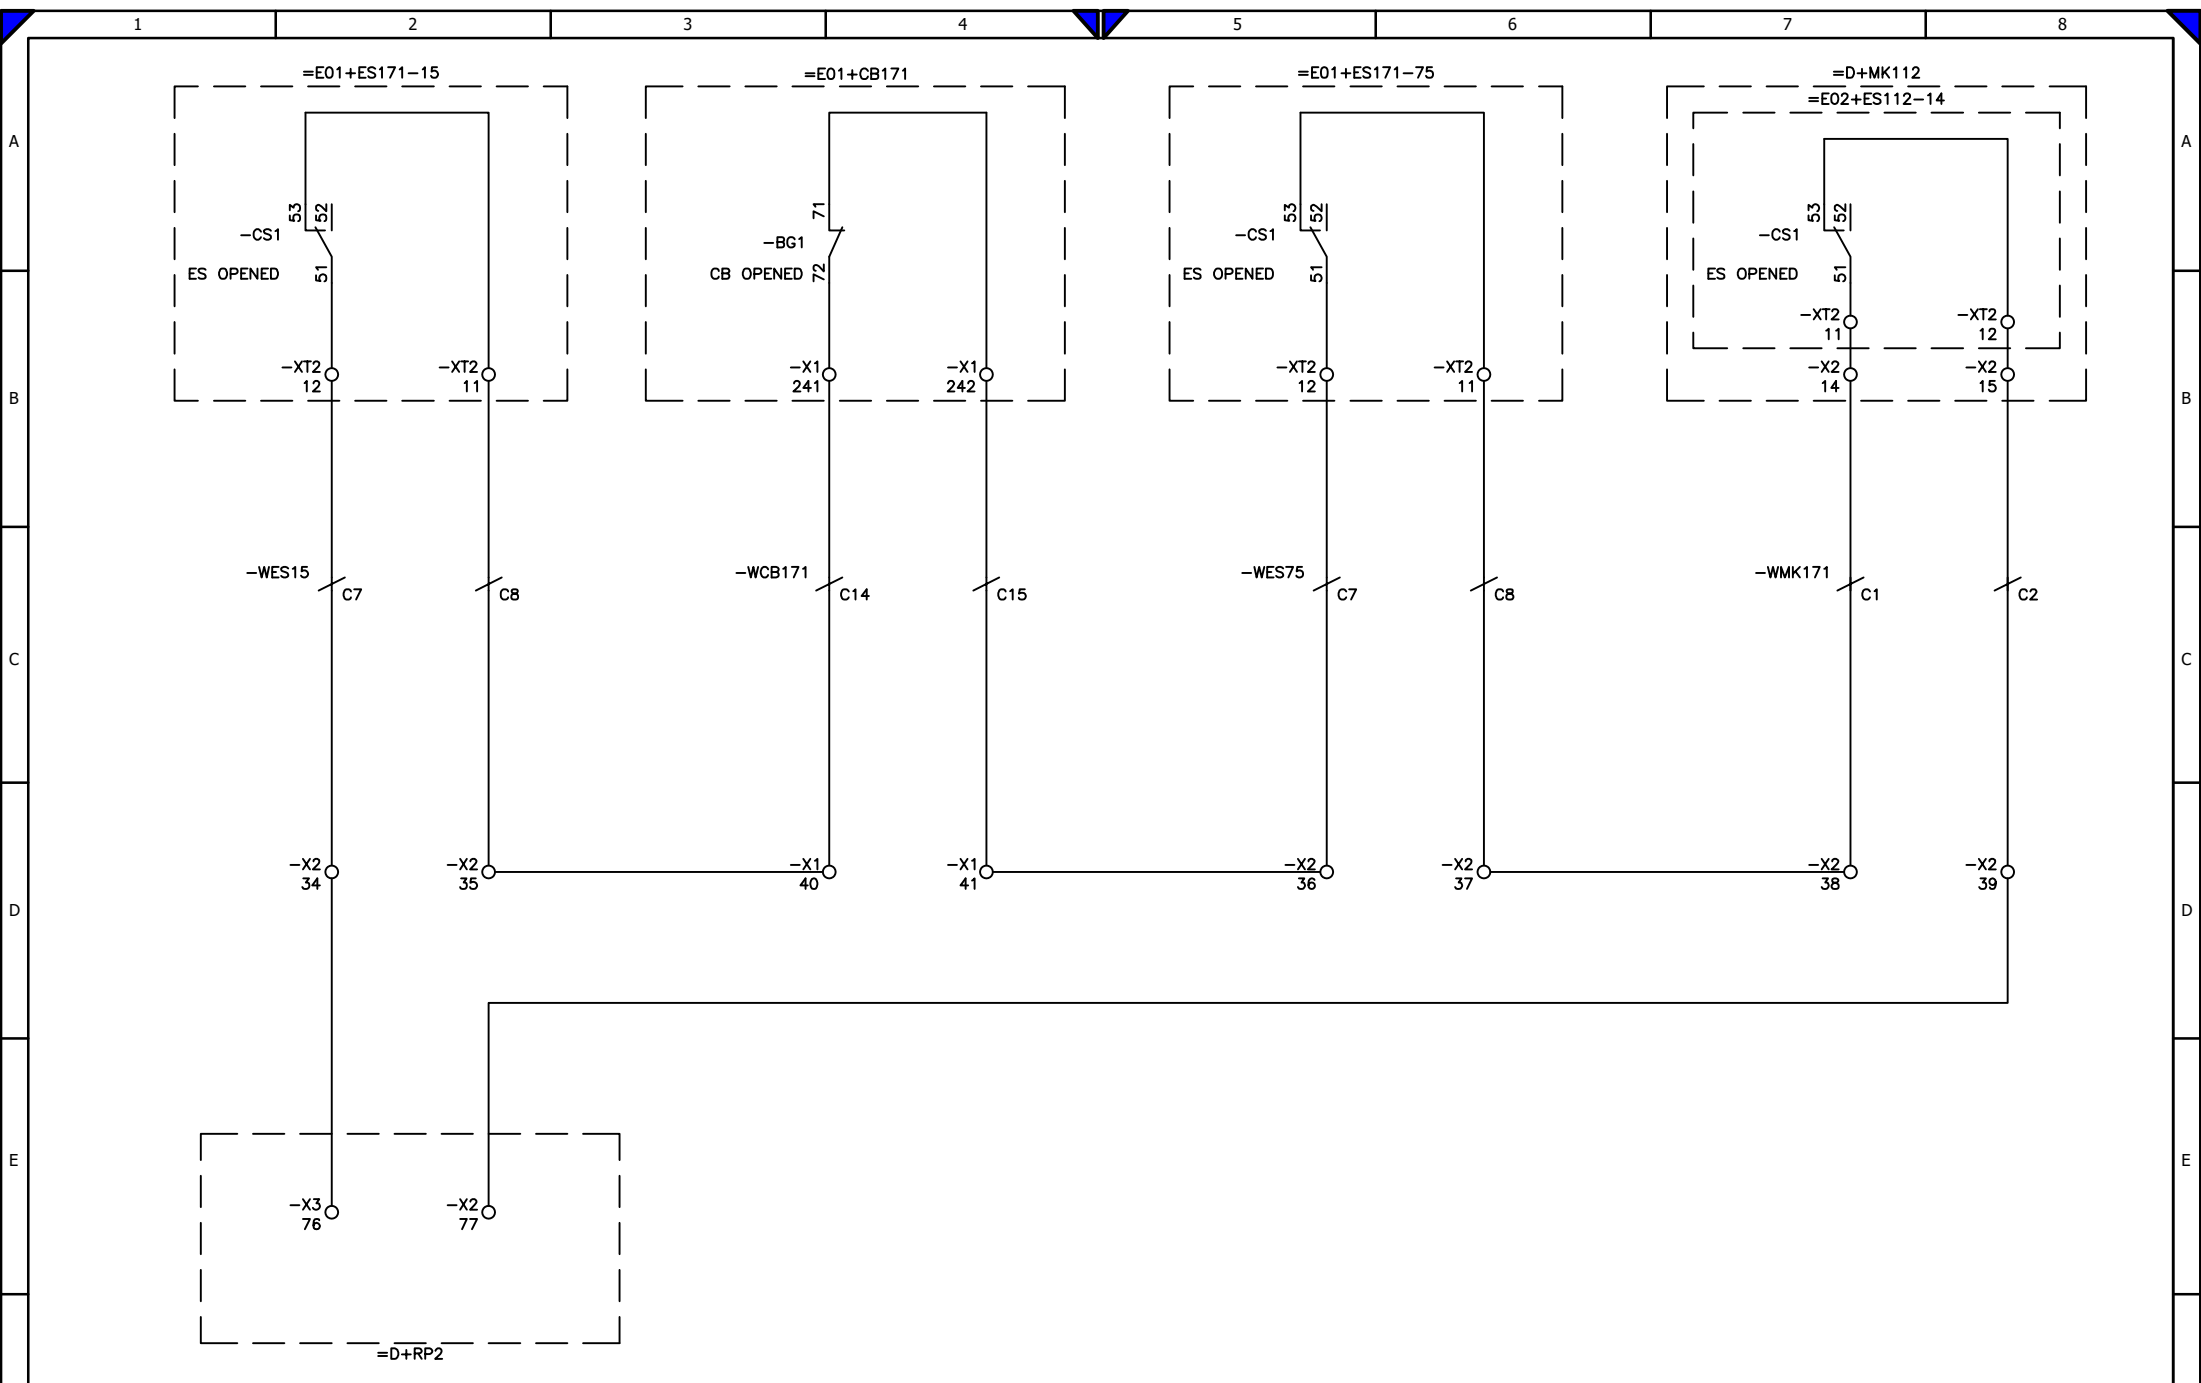 1 2 3 4 5 6 7 8
=E01+ES171-15 =E01+CB171 =E01+ES171-75 =D+MK112
=E02+ES112-14
A A
53 52 71 53 52 53 52
-CS1 -BG1 -CS1 -CS1
ES OPENED 51 CB OPENED 72 ES OPENED 51 ES OPENED 51
-XT2 -XT2
11 12
-XT2 -XT2 -X1 -X1 -XT2 -XT2 -X2 -X2
12 11 241 242 12 11 14 15
B B
-WES15 -WCB171 -WES75 -WMK171
C7 C8 C14 C15 C7 C8 C1 C2
C C
-X2 -X2 -X1 -X1 -X2 -X2 -X2 -X2
34 35 40 41 36 37 38 39
D D
E E
-X3 -X2
76 77
=D+RP2